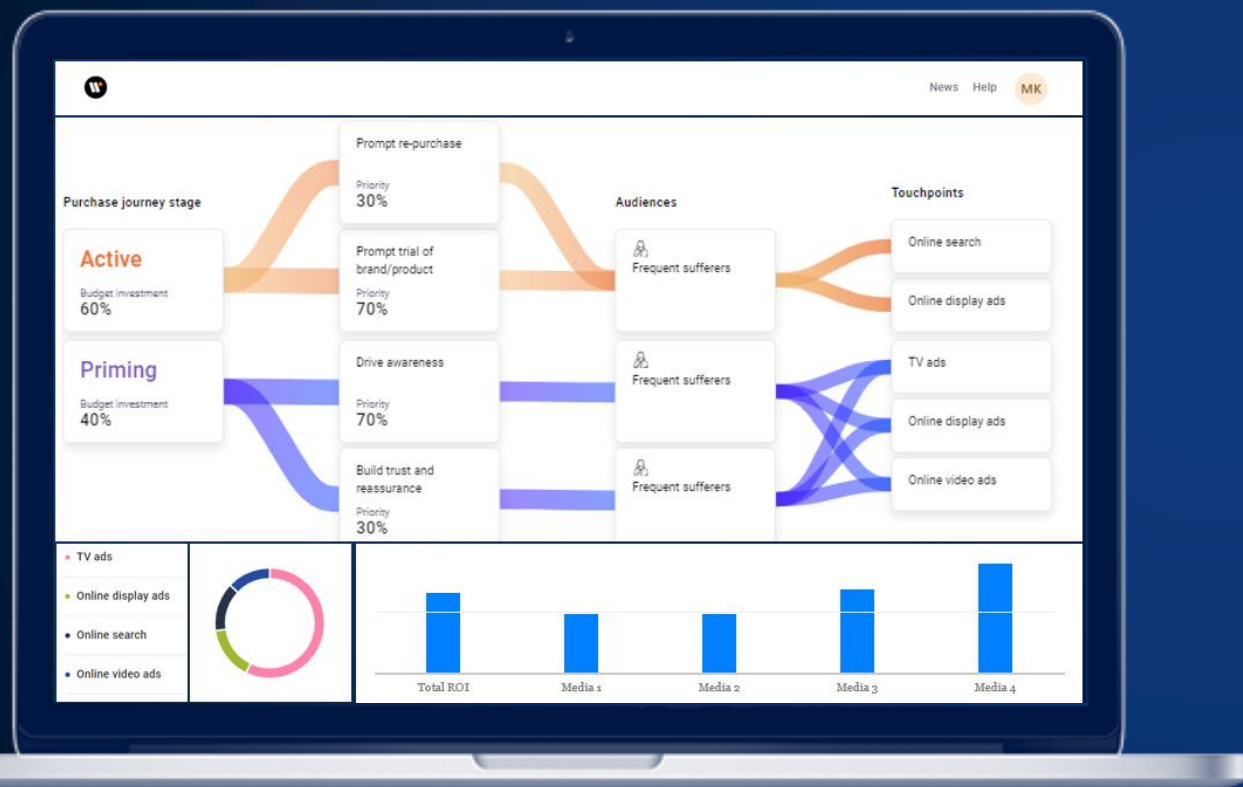 W
News Help MK
Purchase journey stage
Active
Budget investment
60%
Priming
Budget investment
40%
Prompt re-purchase
Priority
30%
Prompt trial of
brand/product
Priority
70%
Drive awareness
Priority
70%
Build trust and
reassurance
Priority
30%
Audiences
Frequent sufferers
Frequent sufferers
Frequent sufferers
Touchpoints
Online search
Online display ads
TV ads
Online display ads
Online video ads
TV ads
Online display ads
Online search
Online video ads
Total ROI
Media 1
Media 2
Media 3
Media 4